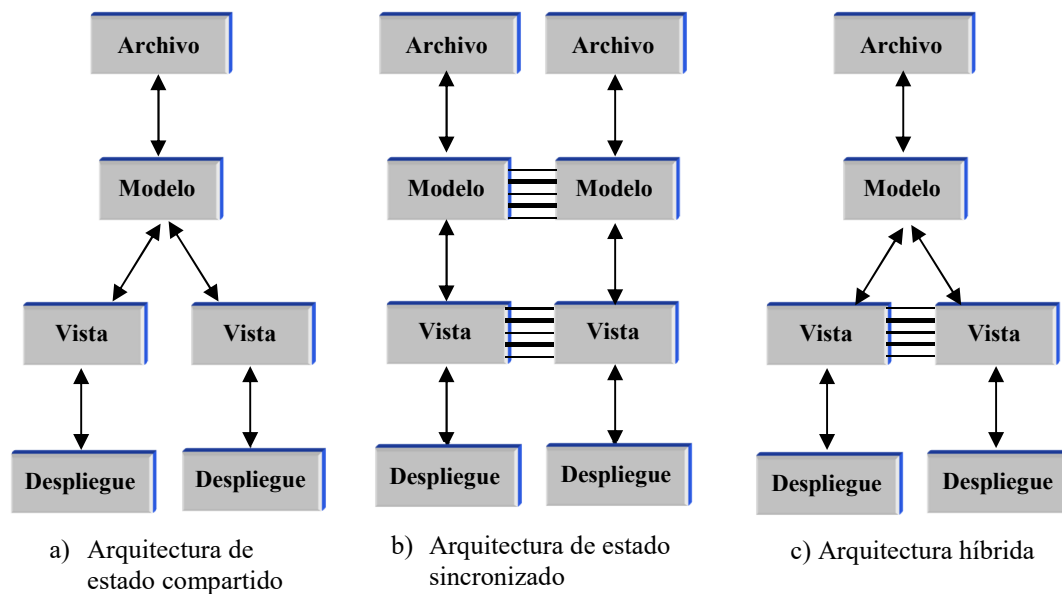 Archivo
Modelo
Vista Vista
Despliegue Despliegue
a) Arquitectura de
estado compartido
Archivo Archivo
Modelo Modelo
Vista Vista
Despliegue Despliegue
b) Arquitectura de estado
sincronizado
Archivo
Modelo
Vista Vista
Despliegue Despliegue
c) Arquitectura híbrida